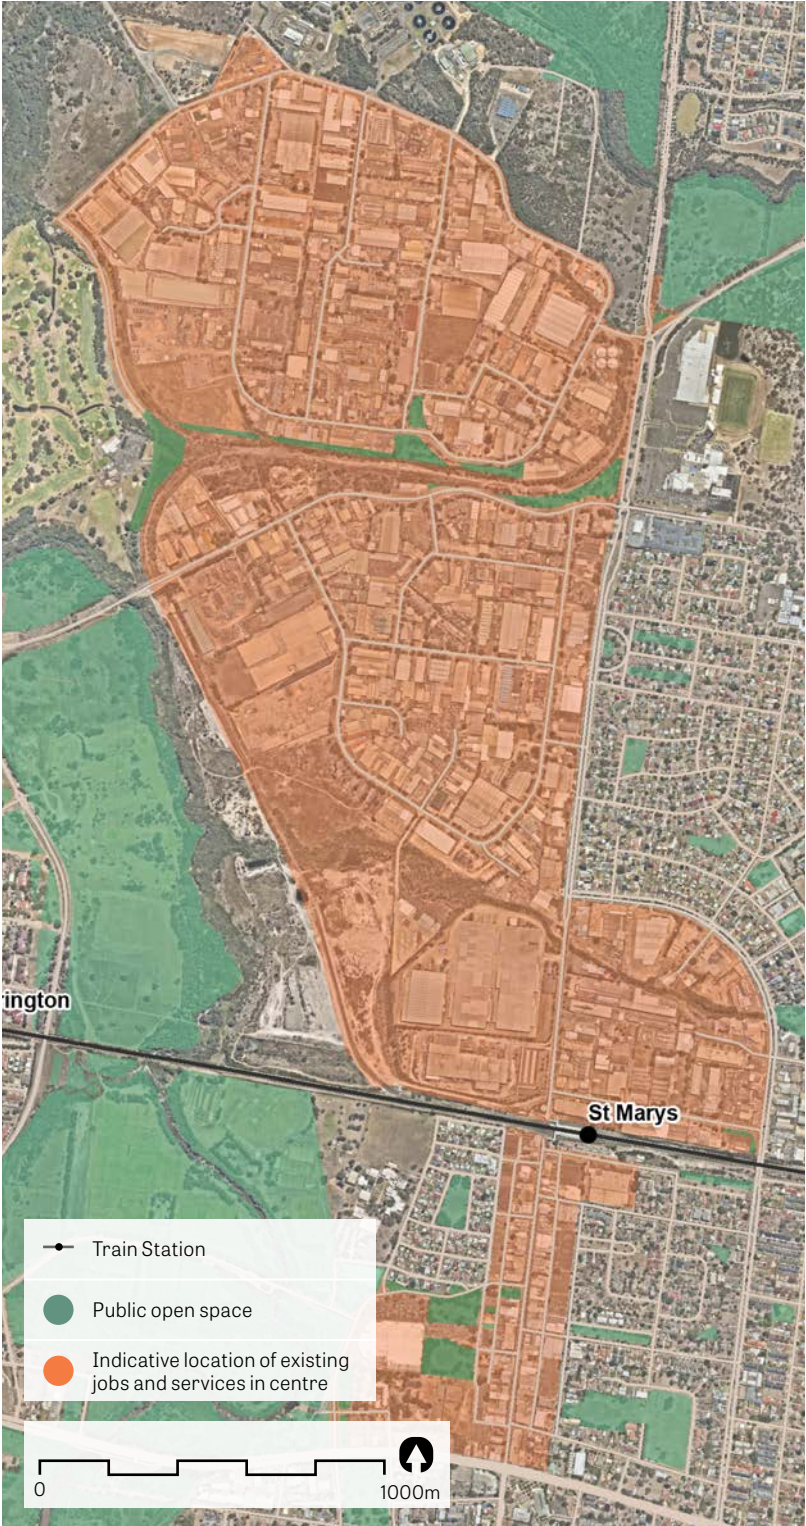 rington
St Marys
Train Station
Public open space
Indicative location of existing
jobs and services in centre
0
1000m